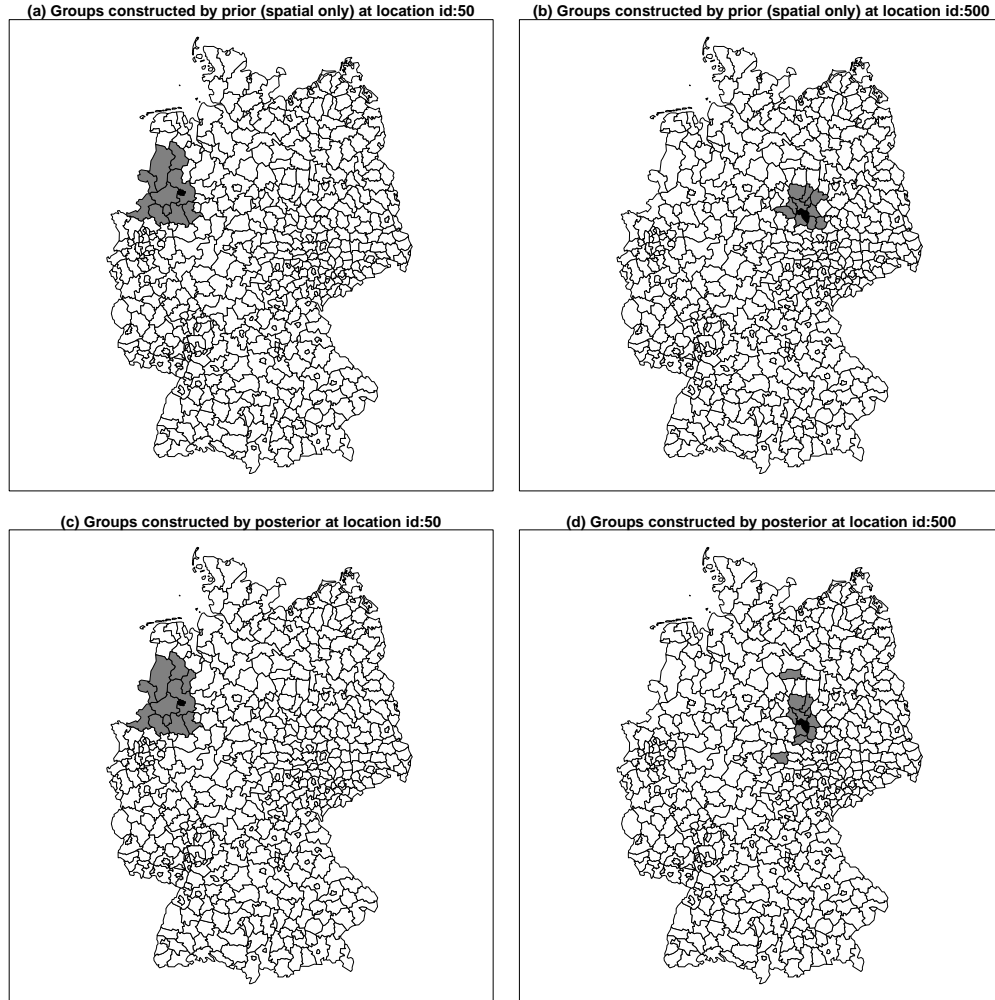 (a) Groups constructed by prior (spatial only) at location id:50
(b) Groups constructed by prior (spatial only) at location id:500
(c) Groups constructed by posterior at location id:50
(d) Groups constructed by posterior at location id:500